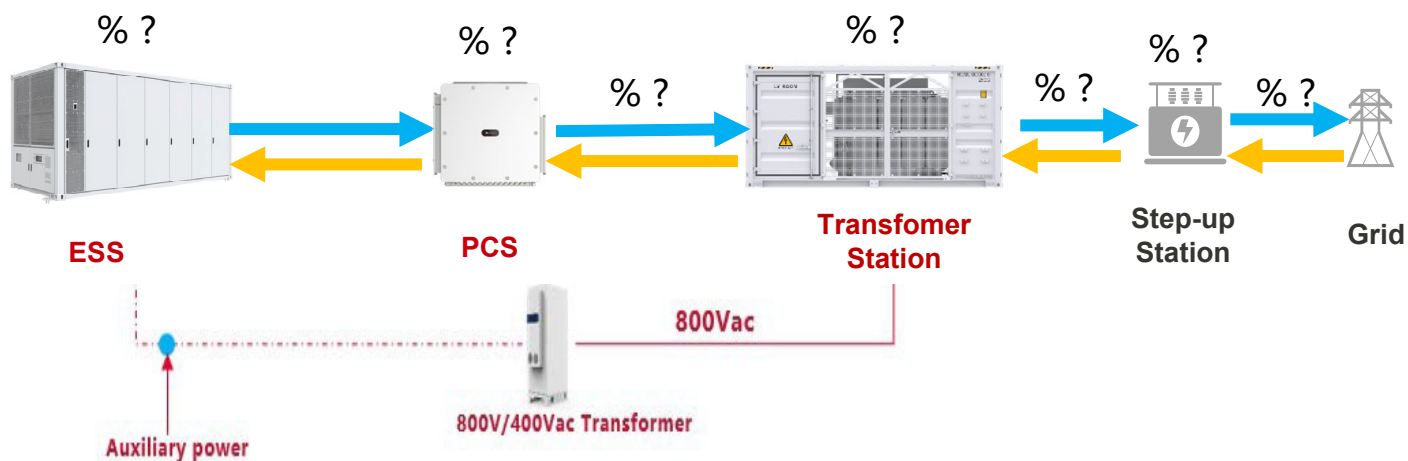 % ?
% ?
% ?
% ?
% ?
% ?
% ?
ESS
PCS
Transfomer
Station
Step-up
Station
Grid
800Vac
800V/400Vac Transformer
Auxiliary power